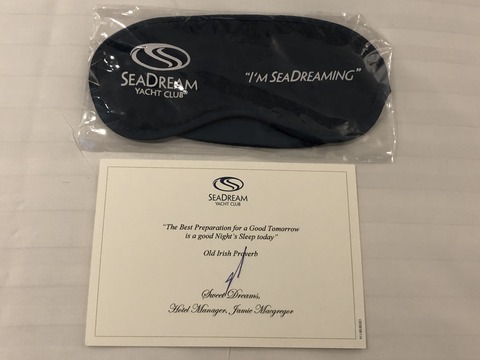 SEADREAM
YACHT CLUB®
"I'M SEADREAMING"
SEADREAM
YACHT CLUB
"The Best Preparation for a Good Tomorrow
is a good Night's Sleep today"
Old Irish Proverb
Sweet Dreams,
Hotel Manager, Jamie Macgregor